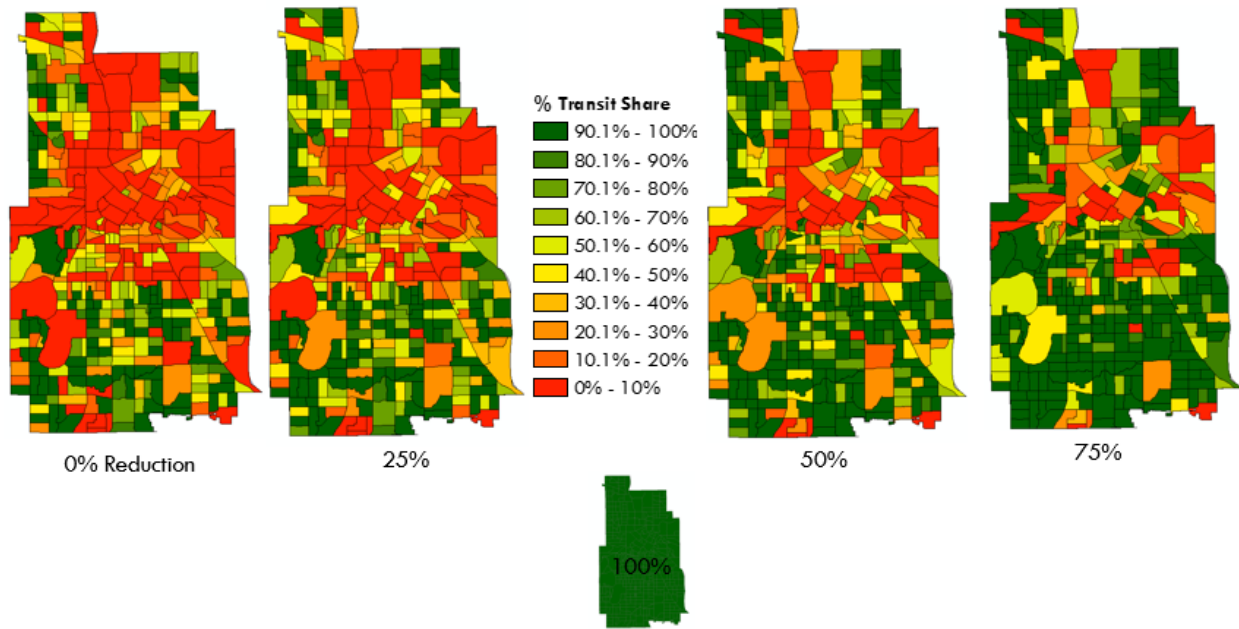 % Transit Share
90.1% - 100%
80.1% - 90%
70.1% - 80%
60.1% - 70%
50.1% - 60%
40.1% - 50%
30.1% - 40%
20.1% - 30%
10.1% - 20%
0% - 10%
0% Reduction
25%
50%
75%
100%